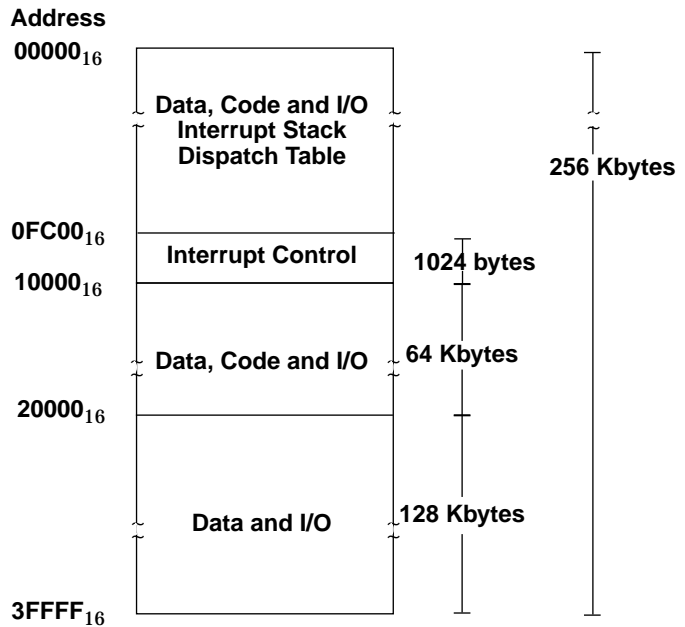 Address
00000₁₆
Data, Code and I/O
Interrupt Stack
Dispatch Table
256 Kbytes
0FC00₁₆
Interrupt Control
1024 bytes
10000₁₆
Data, Code and I/O
64 Kbytes
20000₁₆
Data and I/O
128 Kbytes
3FFFF₁₆